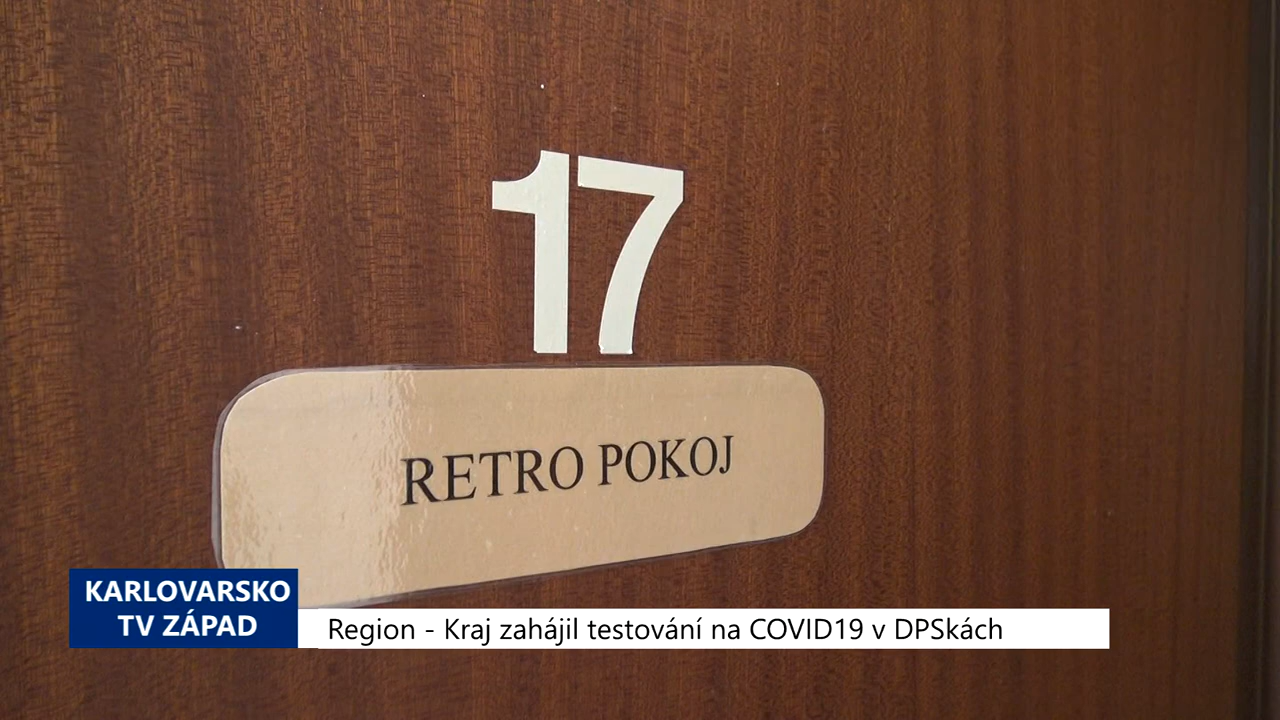 17
RETRO POKOJ
KARLOVARSKO
TV ZÁPAD
Region - Kraj zahájil testování na COVID19 v DPSkách